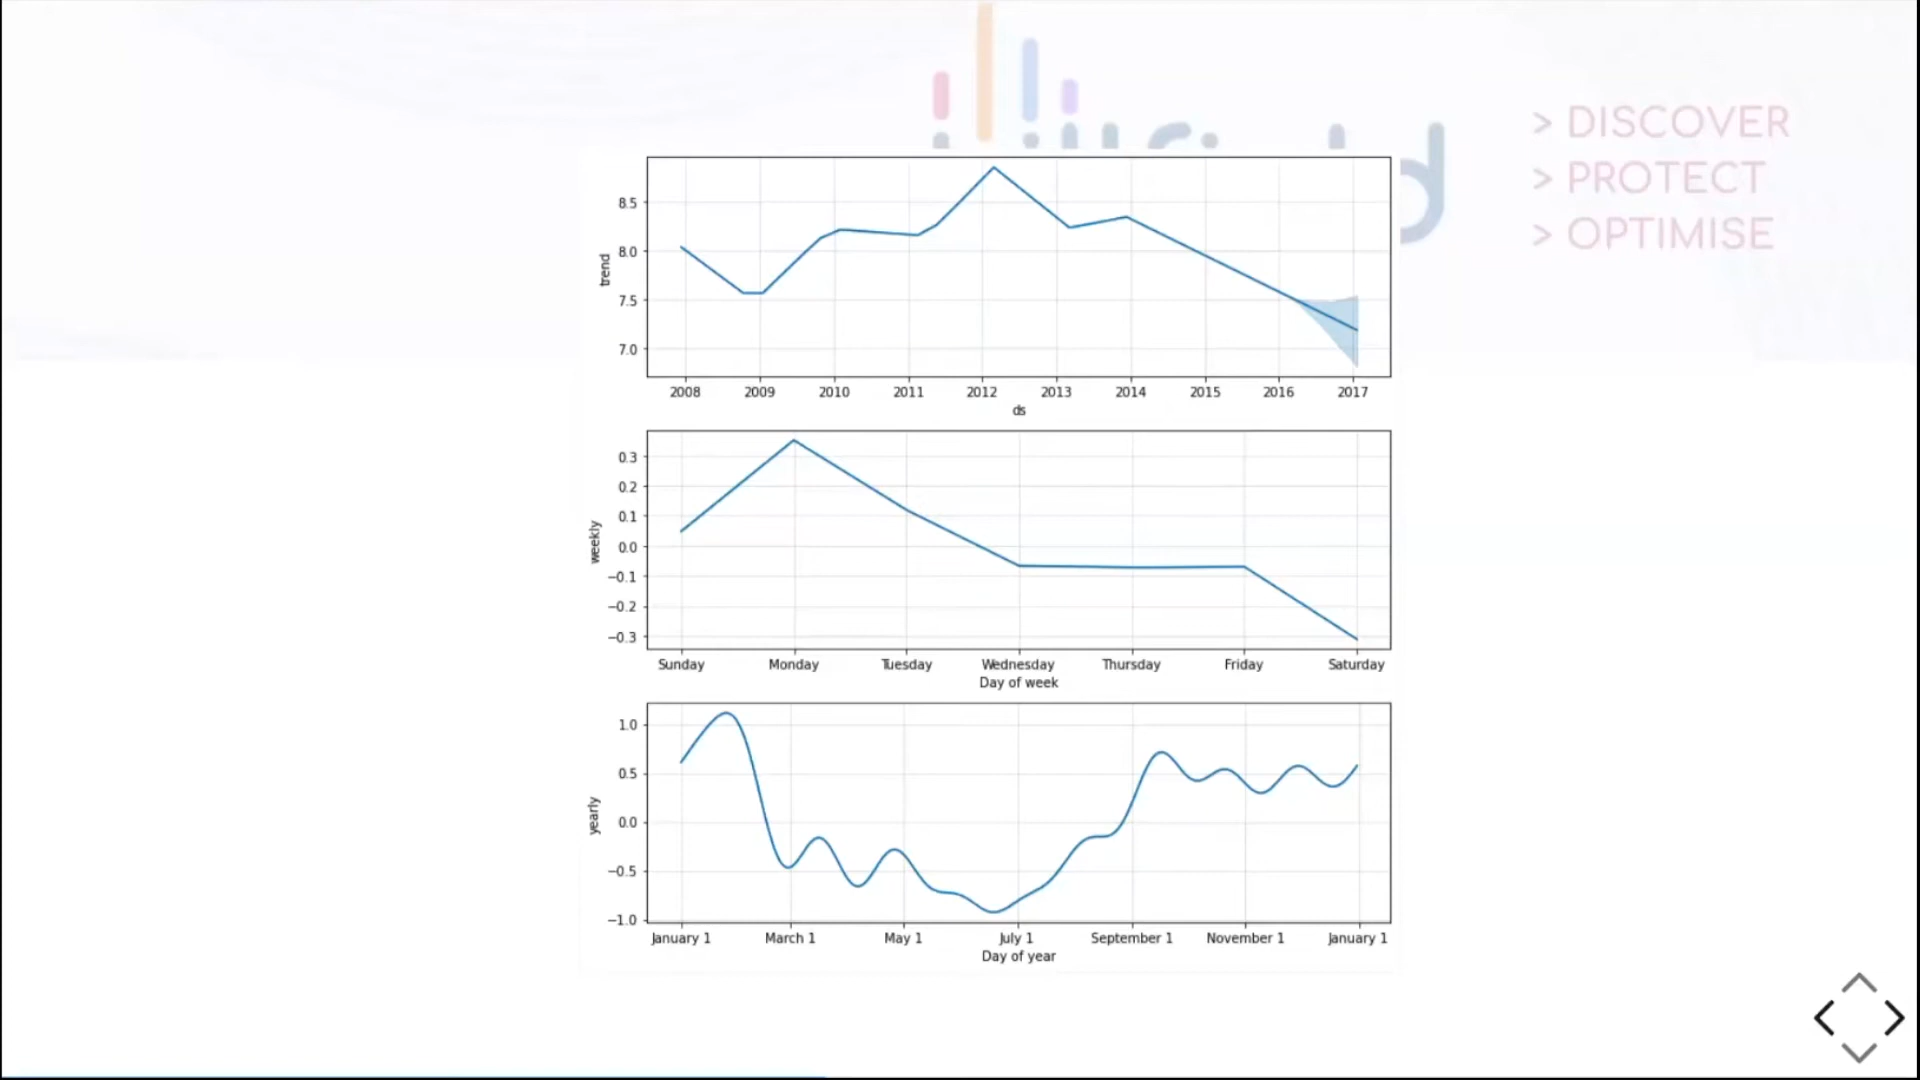 > DISCOVER
> PROTECT
> OPTIMISE
trend
8.5
8.0
7.5
7.0
2008 2009 2010 2011 2012 2013 2014 2015 2016 2017
ds
weekly
0.3
0.2
0.1
0.0
−0.1
−0.2
−0.3
Sunday Monday Tuesday Wednesday Thursday Friday Saturday
Day of week
yearly
1.0
0.5
0.0
−0.5
−1.0
January 1 March 1 May 1 July 1 September 1 November 1 January 1
Day of year